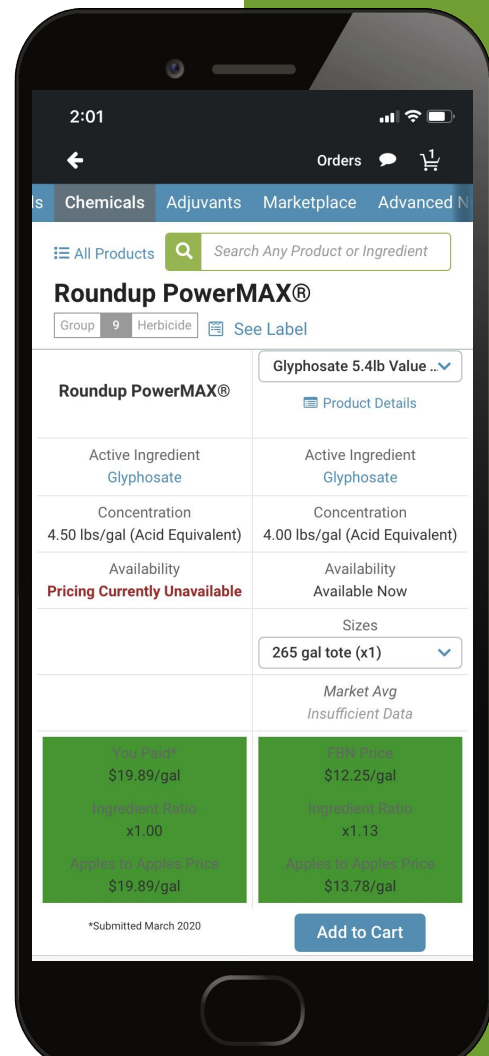 2:01
Orders 1
ls Chemicals Adjuvants Marketplace Advanced N
All Products Search Any Product or Ingredient
Roundup PowerMAX®
Group 9 Herbicide See Label
Roundup PowerMAX®
Glyphosate 5.4lb Value ..
Product Details
Active Ingredient Active Ingredient
Glyphosate Glyphosate
Concentration Concentration
4.50 lbs/gal (Acid Equivalent) 4.00 lbs/gal (Acid Equivalent)
Availability Availability
Pricing Currently Unavailable Available Now
Sizes
265 gal tote (x1)
Market Avg
Insufficient Data
You Paid* FBN Price
$19.89/gal $12.25/gal
Ingredient Ratio Ingredient Ratio
x1.00 x1.13
Apples to Apples Price Apples to Apples Price
$19.89/gal $13.78/gal
*Submitted March 2020 Add to Cart